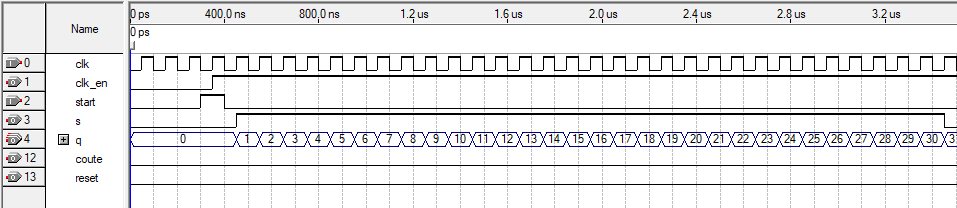 0 ps 400.0 ns 800.0 ns 1.2 us 1.6 us 2.0 us 2.4 us 2.8 us 3.2 us
Name
0 ps
0 clk
1 clk_en
2 start
3 s
4 q 0 1 2 3 4 5 6 7 8 9 10 11 12 13 14 15 16 17 18 19 20 21 22 23 24 25 26 27 28 29 30 3
12 coute
13 reset